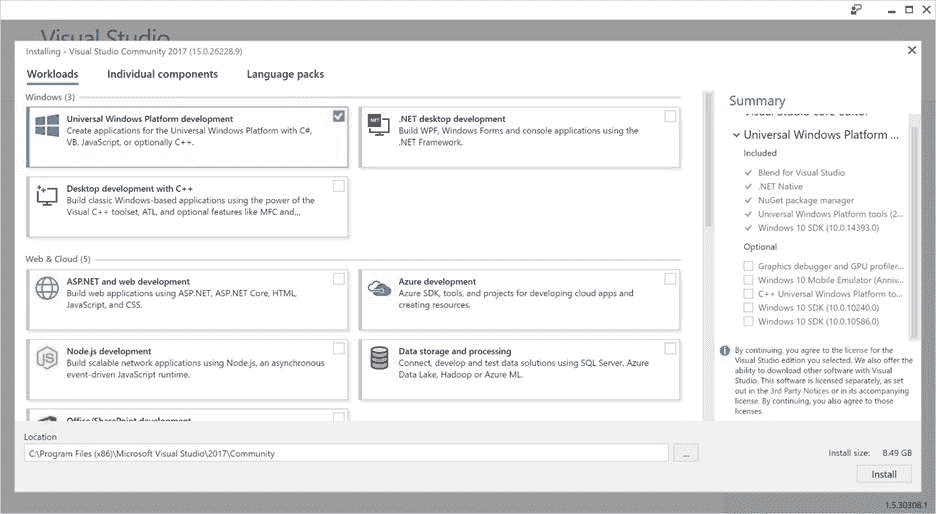 Visual Studio
Installing - Visual Studio Community 2017 (15.0.26228.9)
Workloads
Individual components
Language packs
Windows (3)
Universal Windows Platform development
Create applications for the Universal Windows Platform with C#,
VB, JavaScript, or optionally C++.
.NET desktop development
Build WPF, Windows Forms and console applications using the
.NET Framework.
Desktop development with C++
Build classic Windows-based applications using the power of the
Visual C++ toolset, ATL, and optional features like MFC and...
Web & Cloud (5)
ASP.NET and web development
Build web applications using ASP.NET, ASP.NET Core, HTML,
JavaScript, and CSS.
Azure development
Azure SDK, tools, and projects for developing cloud apps and
creating resources.
Node.js development
Build scalable network applications using Node.js, an asynchronous
event-driven JavaScript runtime.
Data storage and processing
Connect, develop and test data solutions using SQL Server, Azure
Data Lake, Hadoop or Azure ML.
Office/SharePoint development
Summary
Visual Studio core editor
Universal Windows Platform ...
Included
Blend for Visual Studio
.NET Native
NuGet package manager
Universal Windows Platform tools (2...
Windows 10 SDK (10.0.14393.0)
Optional
Graphics debugger and GPU profiler...
Windows 10 Mobile Emulator (Anniv...
C++ Universal Windows Platform to...
Windows 10 SDK (10.0.10240.0)
Windows 10 SDK (10.0.10586.0)
By continuing, you agree to the license for the
Visual Studio edition you selected. We also offer the
ability to download other software with Visual
Studio. This software is licensed separately, as set
out in the 3rd Party Notices or in its accompanying
license. By continuing, you also agree to those
licenses.
Location
C:\Program Files (x86)\Microsoft Visual Studio\2017\Community
...
Install size: 8.49 GB
Install
1.5.30308.1